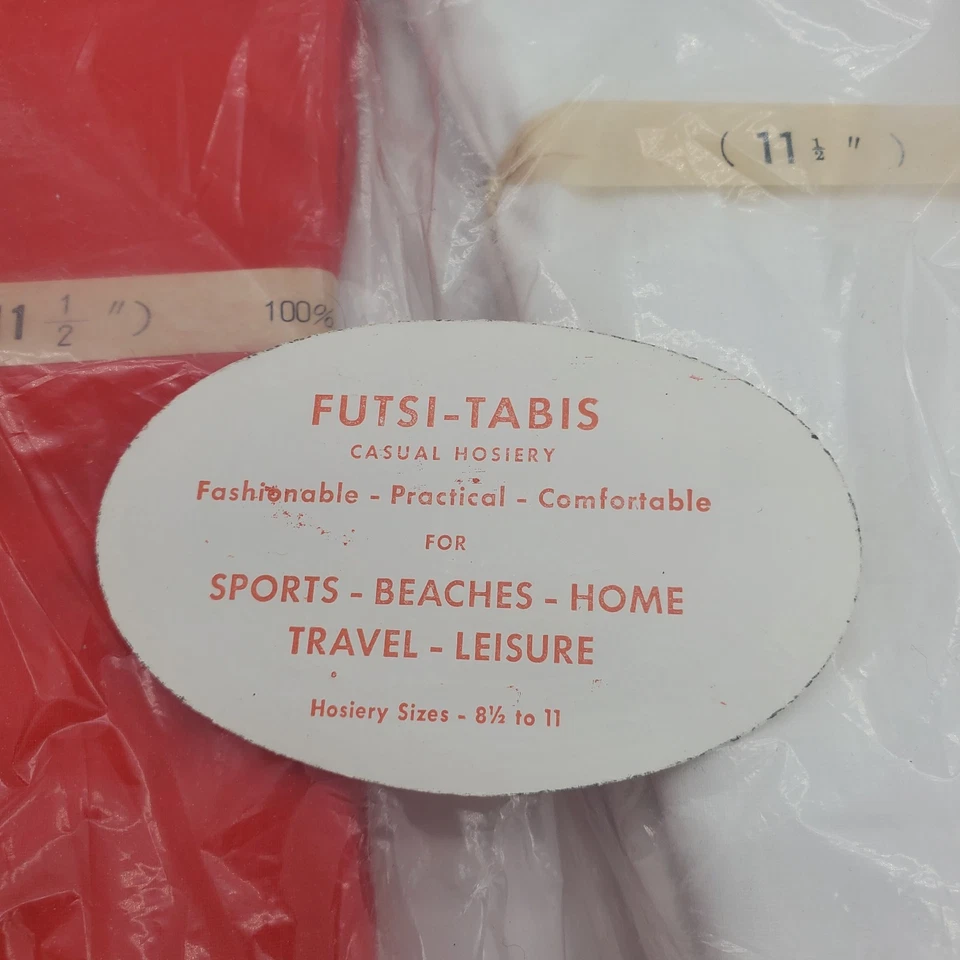 ( 11 ½ " )
11 ½ " ) 100%
FUTSI-TABIS
CASUAL HOSIERY
Fashionable - Practical - Comfortable
FOR
SPORTS - BEACHES - HOME
TRAVEL - LEISURE
Hosiery Sizes - 8½ to 11